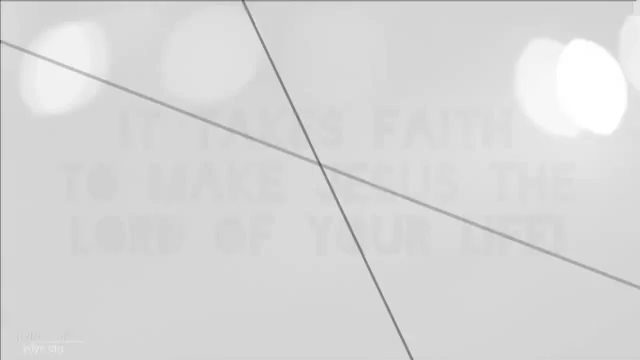 IT TAKES FAITH
TO MAKE JESUS THE
LORD OF YOUR LIFE!